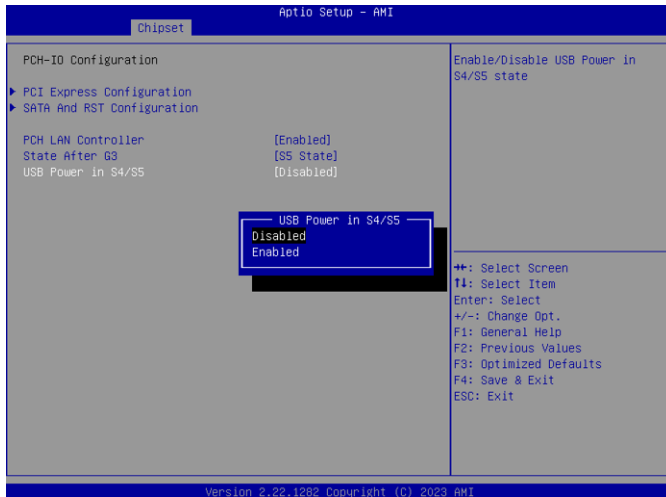 Aptio Setup – AMI
Chipset
PCH-IO Configuration
PCI Express Configuration
SATA And RST Configuration
PCH LAN Controller [Enabled]
State After G3 [S5 State]
USB Power in S4/S5 [Disabled]
USB Power in S4/S5
Disabled
Enabled
Enable/Disable USB Power in
S4/S5 state
→←: Select Screen
↑↓: Select Item
Enter: Select
+/-: Change Opt.
F1: General Help
F2: Previous Values
F3: Optimized Defaults
F4: Save & Exit
ESC: Exit
Version 2.22.1282 Copyright (C) 2023 AMI